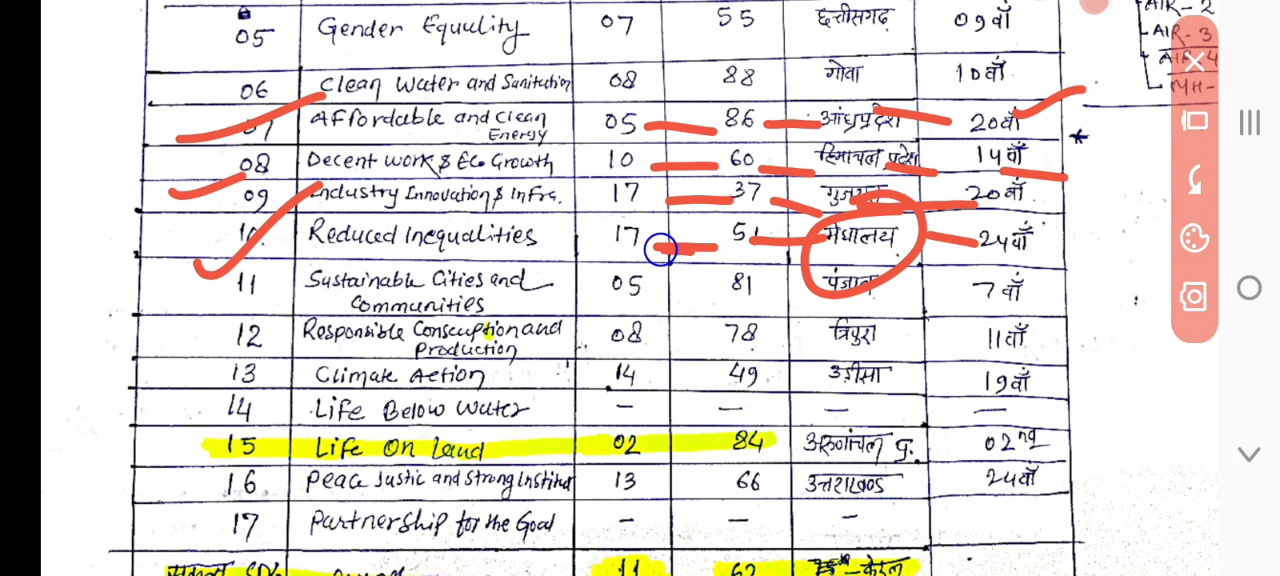 AIR-2
05 Gender Equality 07 55 छत्तीसगढ़ 09वाँ
AIR-3
AIR-4
06 Clean Water and Sanitation 08 88 गोवा 10वाँ
07 Affordable and Clean Energy 05 86 आंध्रप्रदेश 20वाँ
08 Decent work & Eco Growth 10 60 हिमाचल प्रदेश 14वाँ
09 Industry Innovation & Infra. 17 37 गुजरात 20वाँ
10 Reduced Inequalities 17 51 मेघालय 24वाँ
11 Sustainable Cities and Communities 05 81 पंजाब 7वाँ
12 Responsible Consuption and Production 08 78 त्रिपुरा 11वाँ
13 Climate Action 14 49 उड़ीसा 19वाँ
14 Life Below Water – – – –
15 Life On Land 02 84 अरुणांचल प्र. 02nd
16 Peace Justic and Strong Institut 13 66 उत्तराखण्ड 24वाँ
17 Partnership for the Goal – – –
11 62 केरल